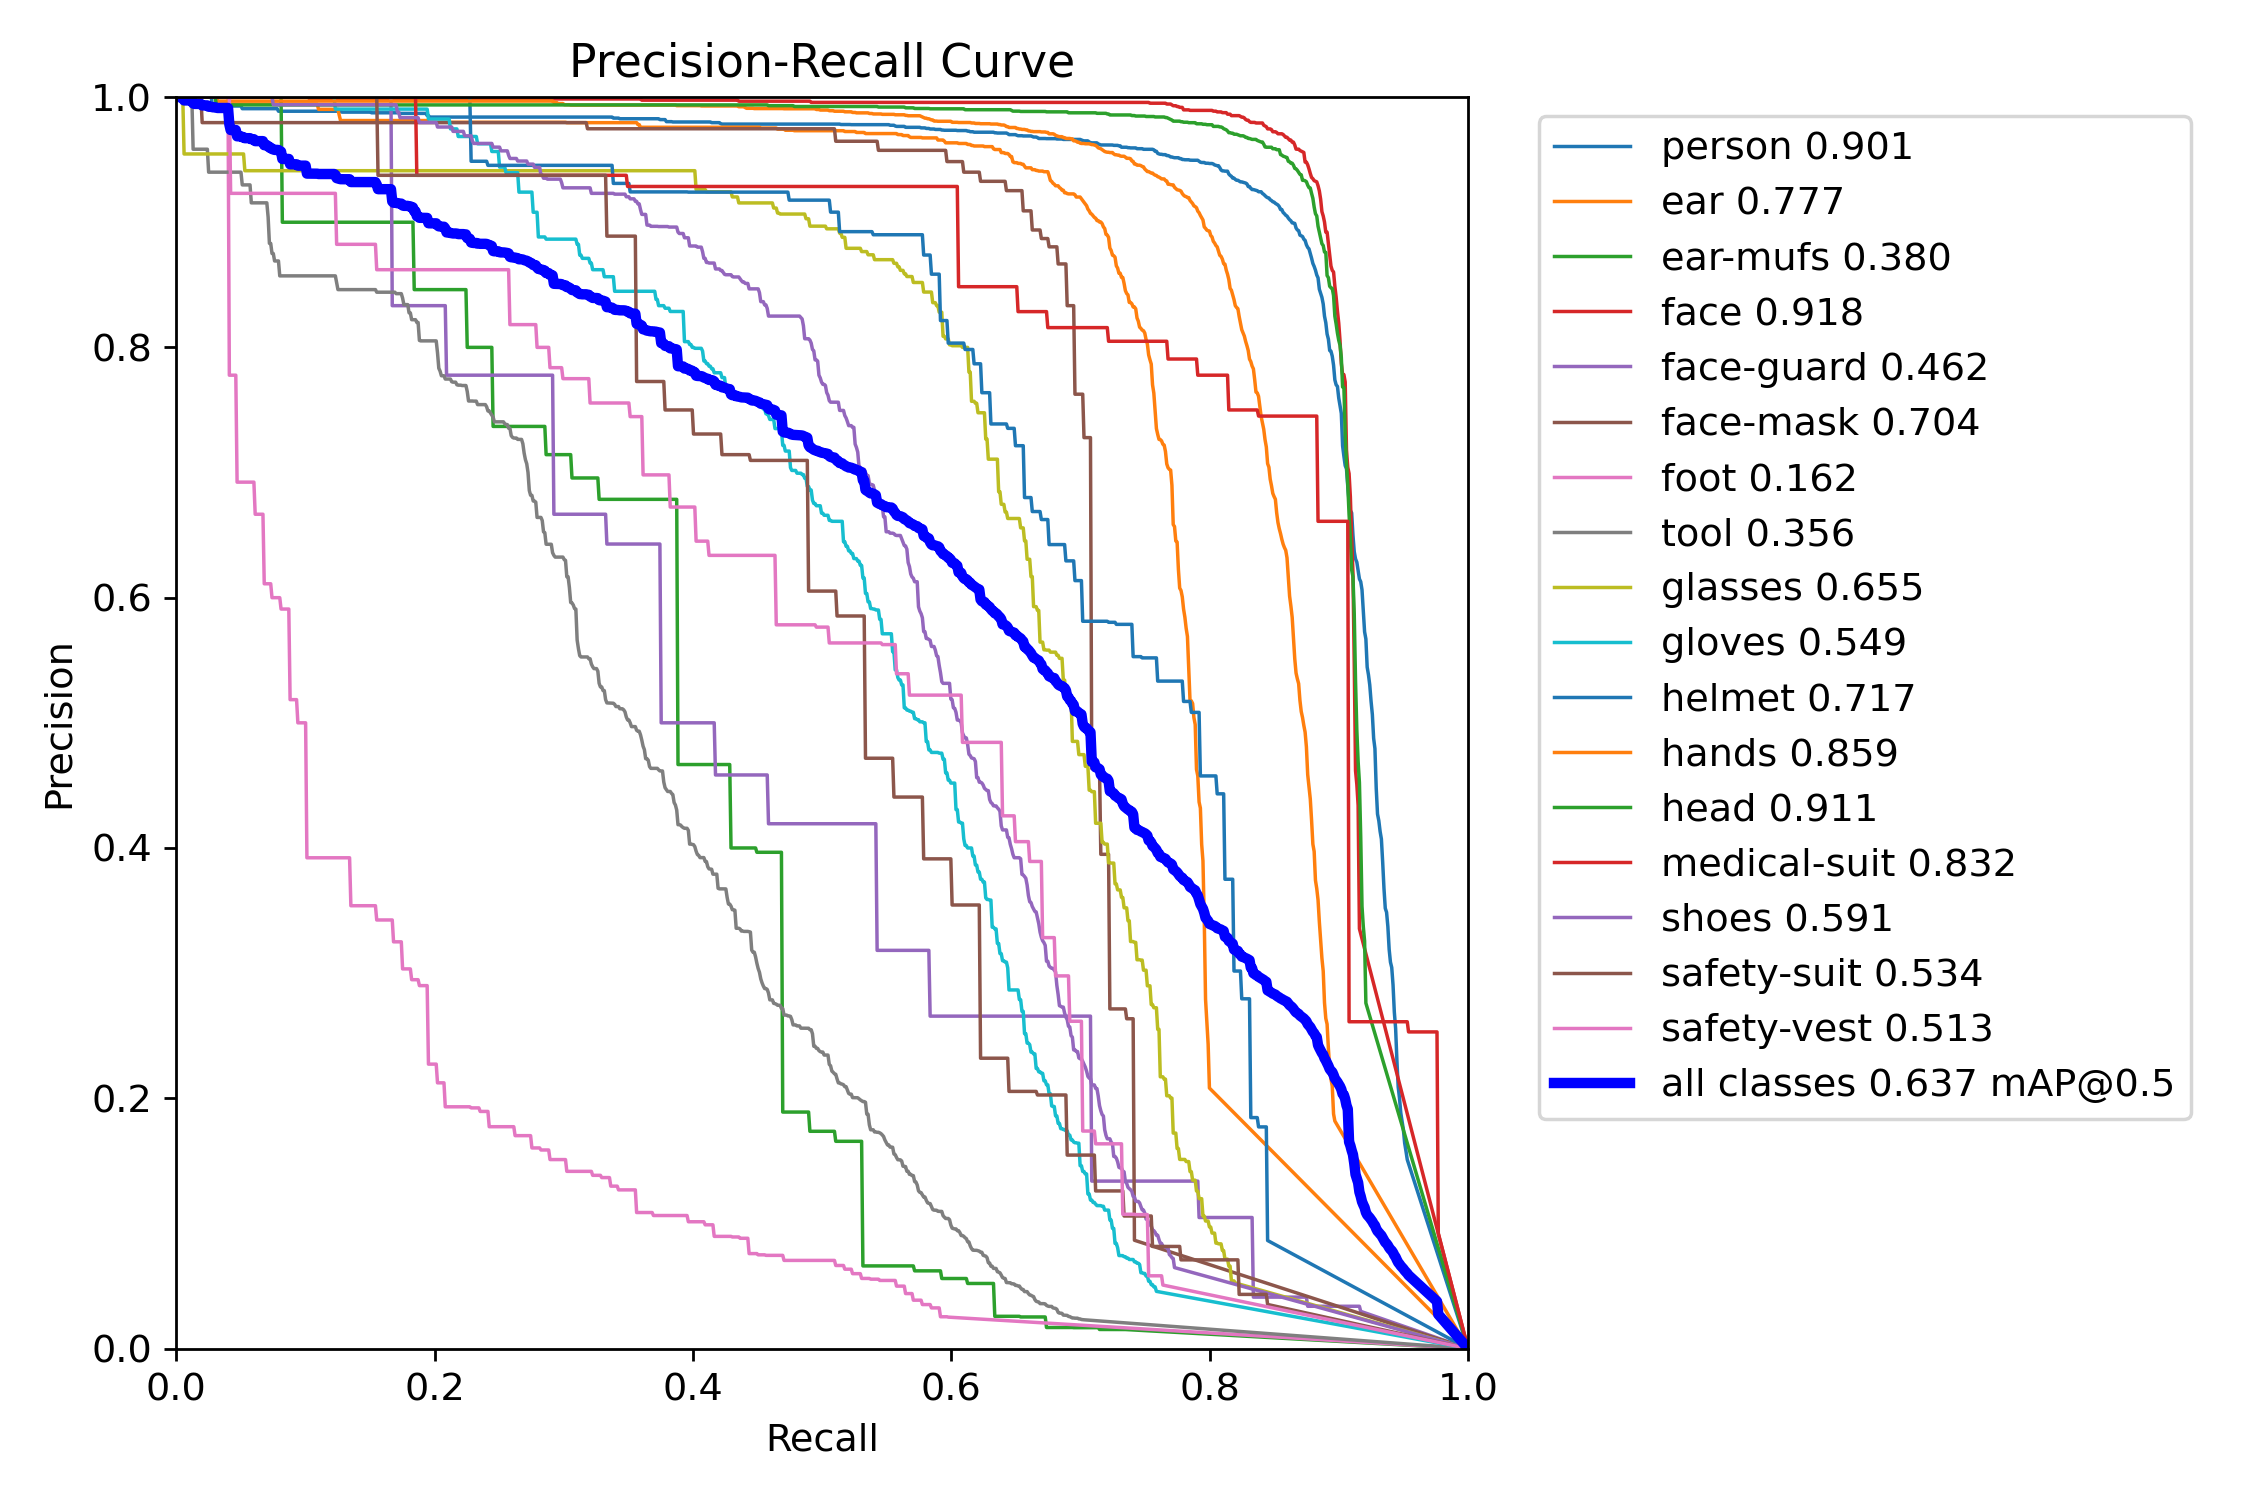 Precision-Recall Curve
1.0
0.8
0.6
0.4
0.2
0.0
Precision
0.0 0.2 0.4 0.6 0.8 1.0
Recall
person 0.901
ear 0.777
ear-mufs 0.380
face 0.918
face-guard 0.462
face-mask 0.704
foot 0.162
tool 0.356
glasses 0.655
gloves 0.549
helmet 0.717
hands 0.859
head 0.911
medical-suit 0.832
shoes 0.591
safety-suit 0.534
safety-vest 0.513
all classes 0.637 mAP@0.5